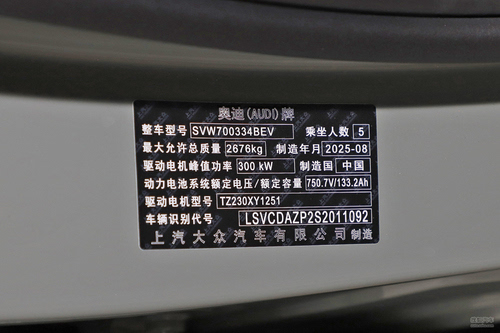 奥迪(AUDI)牌
整车型号 SVW700334BEV 乘坐人数 5
最大允许总质量 2676kg 制造年月 2025-08
驱动电机峰值功率 300 kW 制造国 中国
动力电池系统额定电压/额定容量 750.7V/133.2Ah
驱动电机型号 TZ230XY1251
车辆识别代号 LSVCDAZP2S2011092
上汽大众汽车有限公司 制造